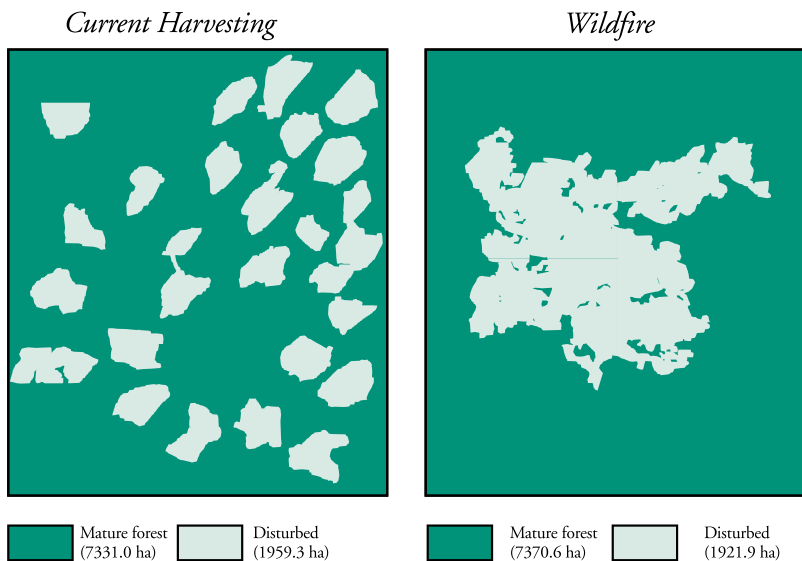 Current Harvesting
Wildfire
Mature forest
(7331.0 ha)
Disturbed
(1959.3 ha)
Mature forest
(7370.6 ha)
Disturbed
(1921.9 ha)